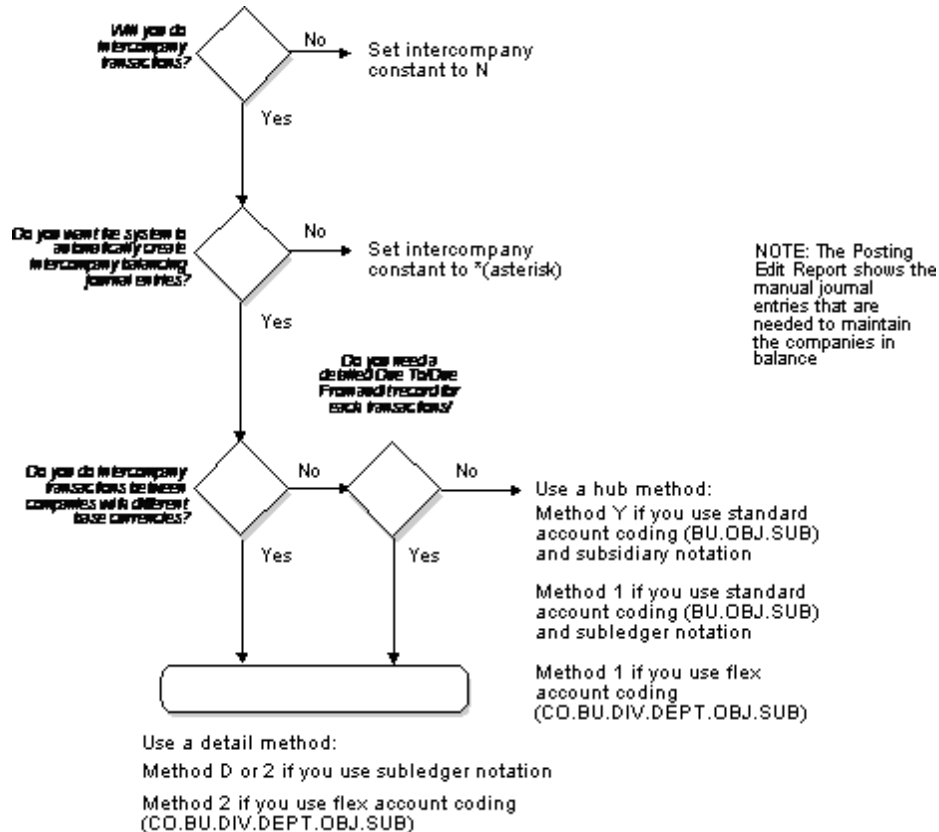 Will you do
intercompany
transactions?
No
Set intercompany
constant to N
Yes
Do you want the system to
automatically create
intercompany balancing
journal entries?
No
Set intercompany
constant to *(asterisk)
NOTE: The Posting
Edit Report shows the
manual journal
entries that are
needed to maintain
the companies in
balance
Yes
Do you need a
detailed Due To/Due
From audit record for
each transactions/
Do you do intercompany
transactions between
companies with different
base currencies?
No
No
Use a hub method:
Method Y if you use standard
account coding (BU.OBJ.SUB)
and subsidiary notation
Yes
Yes
Method 1 if you use standard
account coding (BU.OBJ.SUB)
and subledger notation
Method 1 if you use flex
account coding
(CO.BU.DIV.DEPT.OBJ.SUB)
Use a detail method:
Method D or 2 if you use subledger notation
Method 2 if you use flex account coding
(CO.BU.DIV.DEPT.OBJ.SUB)